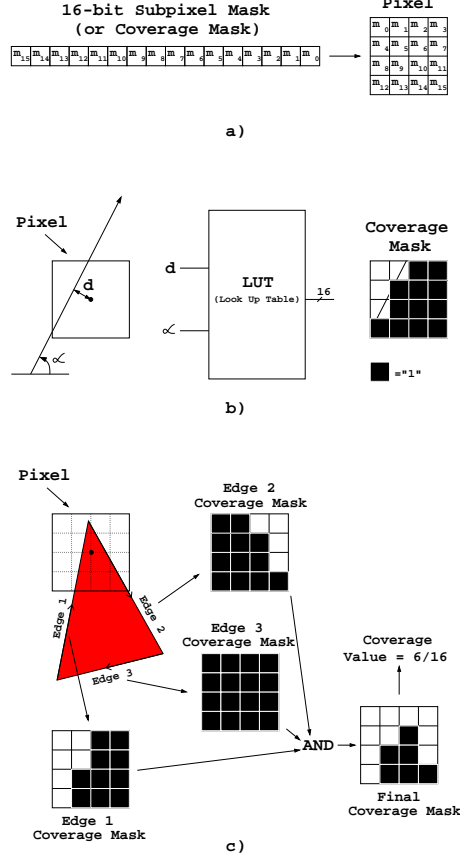 16-bit Subpixel Mask
(or Coverage Mask)
Pixel
m15 m14 m13 m12 m11 m10 m9 m8 m7 m6 m5 m4 m3 m2 m1 m0
m0 m1 m2 m3
m4 m5 m6 m7
m8 m9 m10 m11
m12 m13 m14 m15
a)
Pixel
d
∝
d
∝
LUT
(Look Up Table)
16
Coverage
Mask
="1"
b)
Pixel
Edge 1
Edge 2
Edge 3
Edge 2
Coverage Mask
Edge 3
Coverage Mask
Coverage
Value = 6/16
AND
Edge 1
Coverage Mask
Final
Coverage Mask
c)